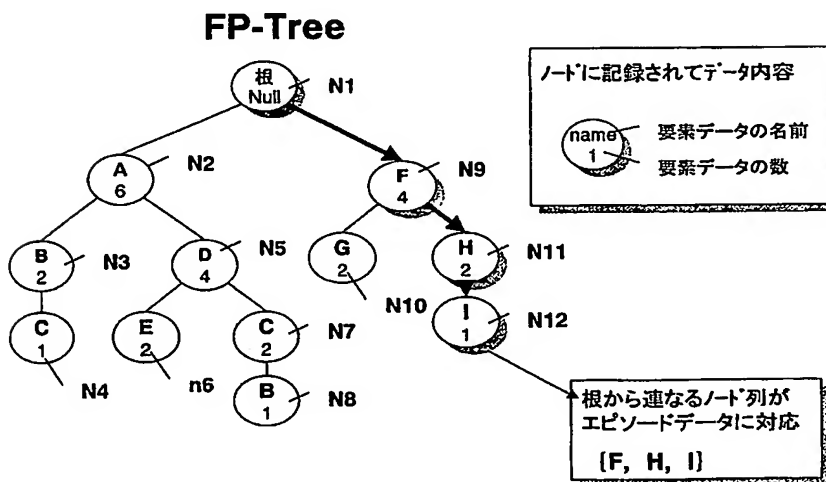 FP-Tree
根
Null
N1
ノードに記録されてデータ内容
name
1
要素データの名前
要素データの数
A
6
N2
F
4
N9
B
2
N3
D
4
N5
G
2
N10
H
2
N11
C
1
N4
E
2
n6
C
2
N7
I
1
N12
B
1
N8
根から連なるノード列が
エピソードデータに対応
{F, H, I}